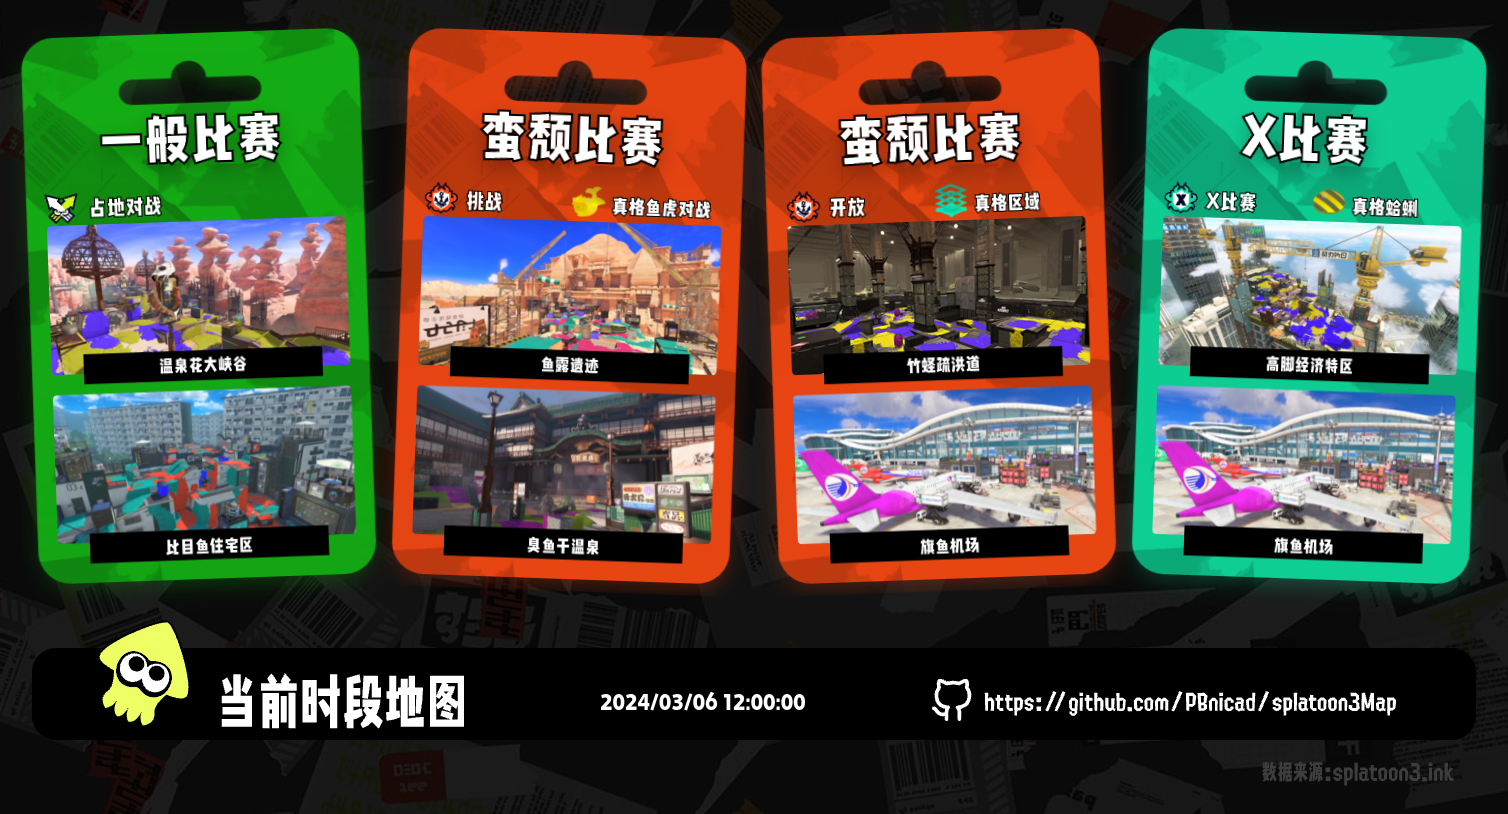 一般比赛
占地对战
温泉花大峡谷
比目鱼住宅区
蛮颓比赛
挑战
真格鱼虎对战
鱼露遗迹
臭鱼干温泉
蛮颓比赛
开放
真格区域
竹蛏疏洪道
旗鱼机场
X比赛
X比赛
真格蛤蜊
高脚经济特区
旗鱼机场
当前时段地图
2024/03/06 12:00:00
https://github.com/PBnicad/splatoon3Map
数据来源:splatoon3.ink